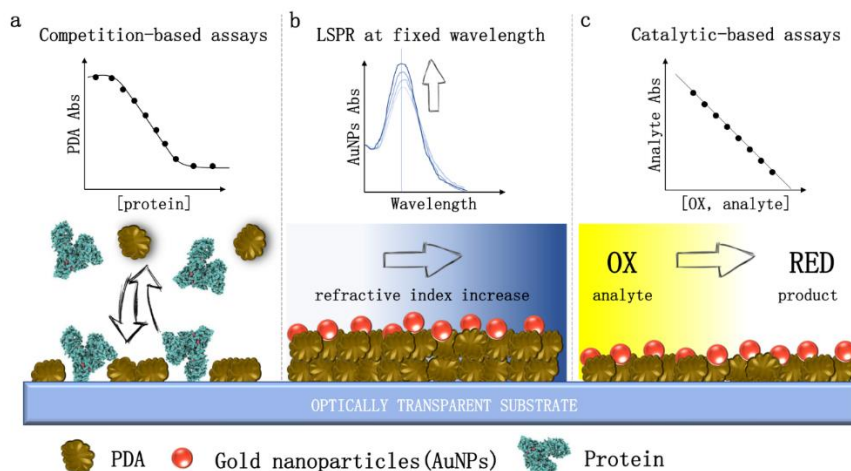 a
Competition-based assays
PDA Abs
[protein]
b
LSPR at fixed wavelength
AuNPs Abs
Wavelength
refractive index increase
c
Catalytic-based assays
Analyte Abs
[OX, analyte]
OX
analyte
RED
product
OPTICALLY TRANSPARENT SUBSTRATE
PDA
Gold nanoparticles(AuNPs)
Protein